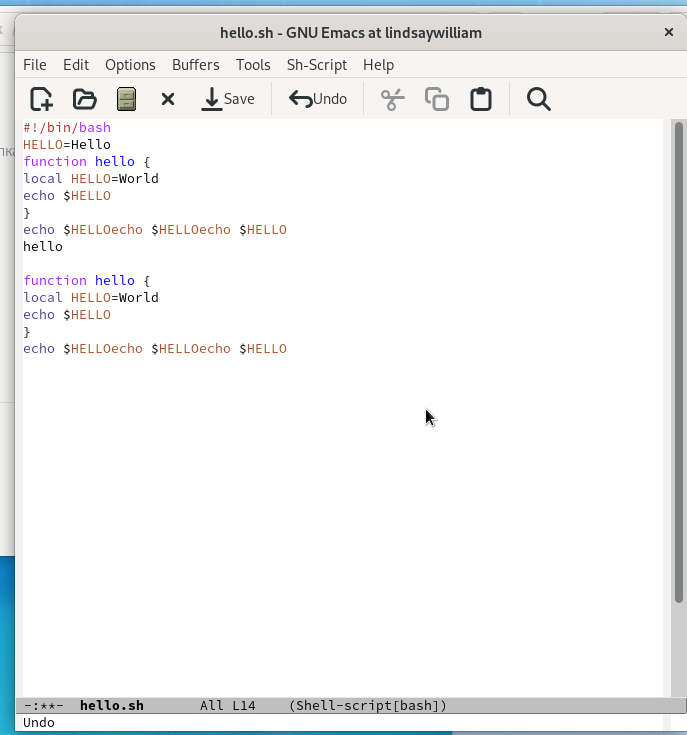 hello.sh - GNU Emacs at lindsaywilliam
File Edit Options Buffers Tools Sh-Script Help
Save Undo
#!/bin/bash
HELLO=Hello
function hello {
local HELLO=World
echo $HELLO
}
echo $HELLOecho $HELLOecho $HELLO
hello
function hello {
local HELLO=World
echo $HELLO
}
echo $HELLOecho $HELLOecho $HELLO
-:**- hello.sh All L14 (Shell-script[bash])
Undo